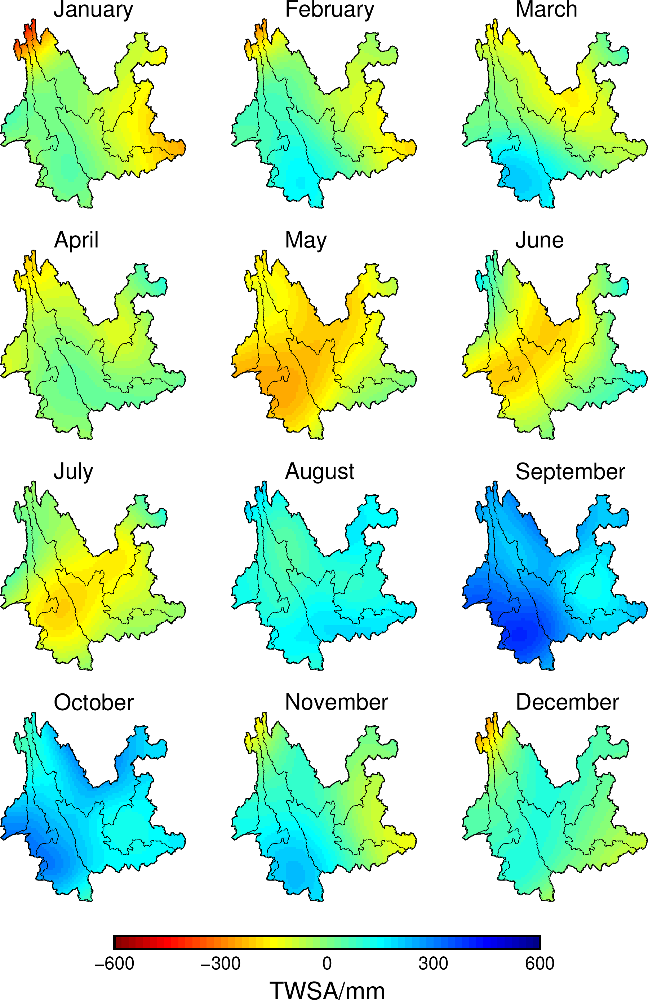 January February March
April May June
July August September
October November December
−600 −300 0 300 600
TWSA/mm